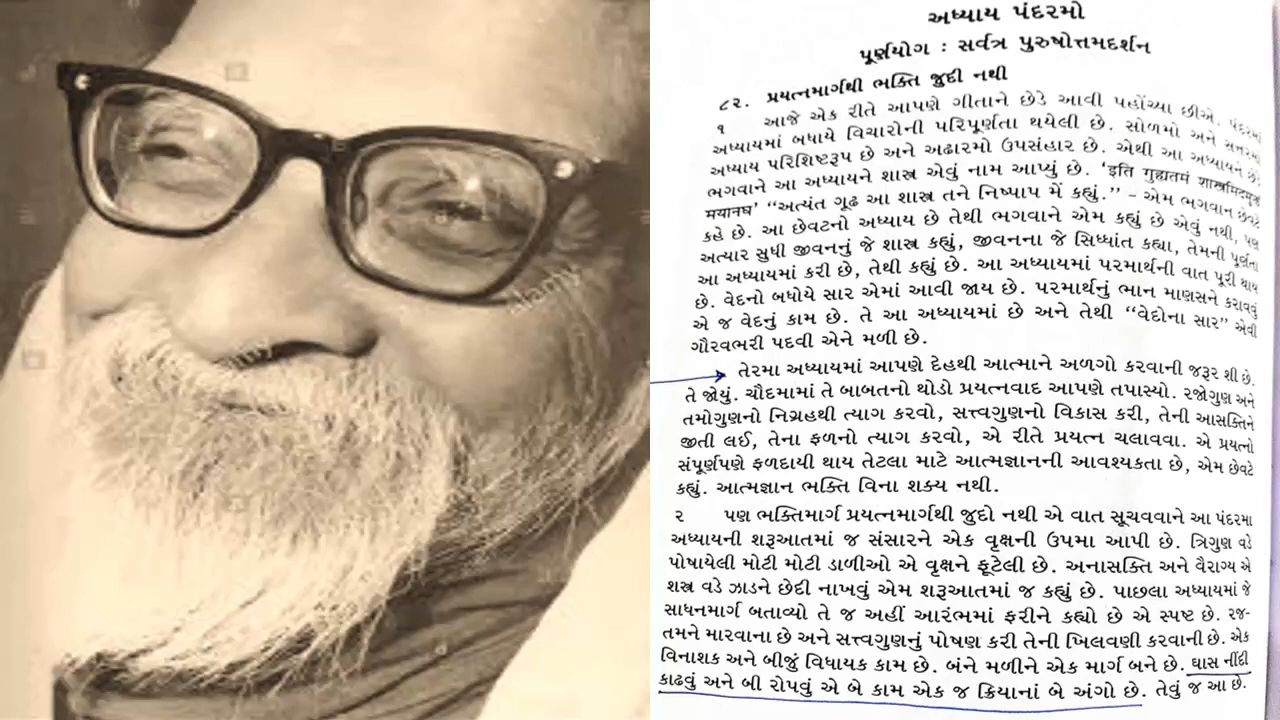 અધ્યાય પંદરમો
પૂર્ણયોગ : સર્વત્ર પુરુષોત્તમદર્શન
૮૨. પ્રયત્નમાર્ગથી ભક્તિ જુદી નથી
૧ આજે એક રીતે આપણે ગીતાને છેડે આવી પહોંચ્યા છીએ. પંદરમા
અધ્યાયમાં બધાયે વિચારોની પરિપૂર્ણતા થયેલી છે. સોળમો અને સત્તરમો
અધ્યાય પરિશિષ્ટરૂપ છે અને અઢારમો ઉપસંહાર છે. એથી આ અધ્યાયને છેડે
ભગવાને આ અધ્યાયને શાસ્ત્ર એવું નામ આપ્યું છે. ‘इति गुह्यतमं शास्त्रमिदमुक्तं
मयानघ’ “અત્યંત ગૂઢ આ શાસ્ત્ર તને નિષ્પાપ મેં કહ્યું.” – એમ ભગવાન છેવટે
કહે છે. આ છેવટનો અધ્યાય છે તેથી ભગવાને એમ કહ્યું છે એવું નથી, પણ
અત્યાર સુધી જીવનનું જે શાસ્ત્ર કહ્યું, જીવનના જે સિધ્ધાંત કહ્યા, તેમની પૂર્ણતા
આ અધ્યાયમાં કરી છે, તેથી કહ્યું છે. આ અધ્યાયમાં પરમાર્થની વાત પૂરી થાય
છે. વેદનો બધોયે સાર એમાં આવી જાય છે. પરમાર્થનું ભાન માણસને કરાવવું
એ જ વેદનું કામ છે. તે આ અધ્યાયમાં છે અને તેથી “વેદોના સાર” એવી
ગૌરવભરી પદવી એને મળી છે.
તેરમા અધ્યાયમાં આપણે દેહથી આત્માને અળગો કરવાની જરૂર શી છે.
તે જોયું. ચૌદમામાં તે બાબતનો થોડો પ્રયત્નવાદ આપણે તપાસ્યો. રજોગુણ અને
તમોગુણનો નિગ્રહથી ત્યાગ કરવો, સત્ત્વગુણનો વિકાસ કરી, તેની આસક્તિને
જીતી લઈ, તેના ફળનો ત્યાગ કરવો, એ રીતે પ્રયત્ન ચલાવવા. એ પ્રયત્નો
સંપૂર્ણપણે ફળદાયી થાય તેટલા માટે આત્મજ્ઞાનની આવશ્યકતા છે, એમ છેવટે
કહ્યું. આત્મજ્ઞાન ભક્તિ વિના શક્ય નથી.
૨ પણ ભક્તિમાર્ગ પ્રયત્નમાર્ગથી જુદો નથી એ વાત સૂચવવાને આ પંદરમા
અધ્યાયની શરૂઆતમાં જ સંસારને એક વૃક્ષની ઉપમા આપી છે. ત્રિગુણ વડે
પોષાયેલી મોટી મોટી ડાળીઓ એ વૃક્ષને ફૂટેલી છે. અનાસક્તિ અને વૈરાગ્ય એ
શસ્ત્ર વડે ઝાડને છેદી નાખવું એમ શરૂઆતમાં જ કહ્યું છે. પાછલા અધ્યાયમાં જે
સાધનમાર્ગ બતાવ્યો તે જ અહીં આરંભમાં ફરીને કહ્યો છે એ સ્પષ્ટ છે. રજ-
તમને મારવાના છે અને સત્ત્વગુણનું પોષણ કરી તેની ખિલવણી કરવાની છે. એક
વિનાશક અને બીજું વિધાયક કામ છે. બંને મળીને એક માર્ગ બને છે. ઘાસ નીંદી
કાઢવું અને બી રોપવું એ બે કામ એક જ ક્રિયાનાં બે અંગો છે. તેવું જ આ છે.
alamy